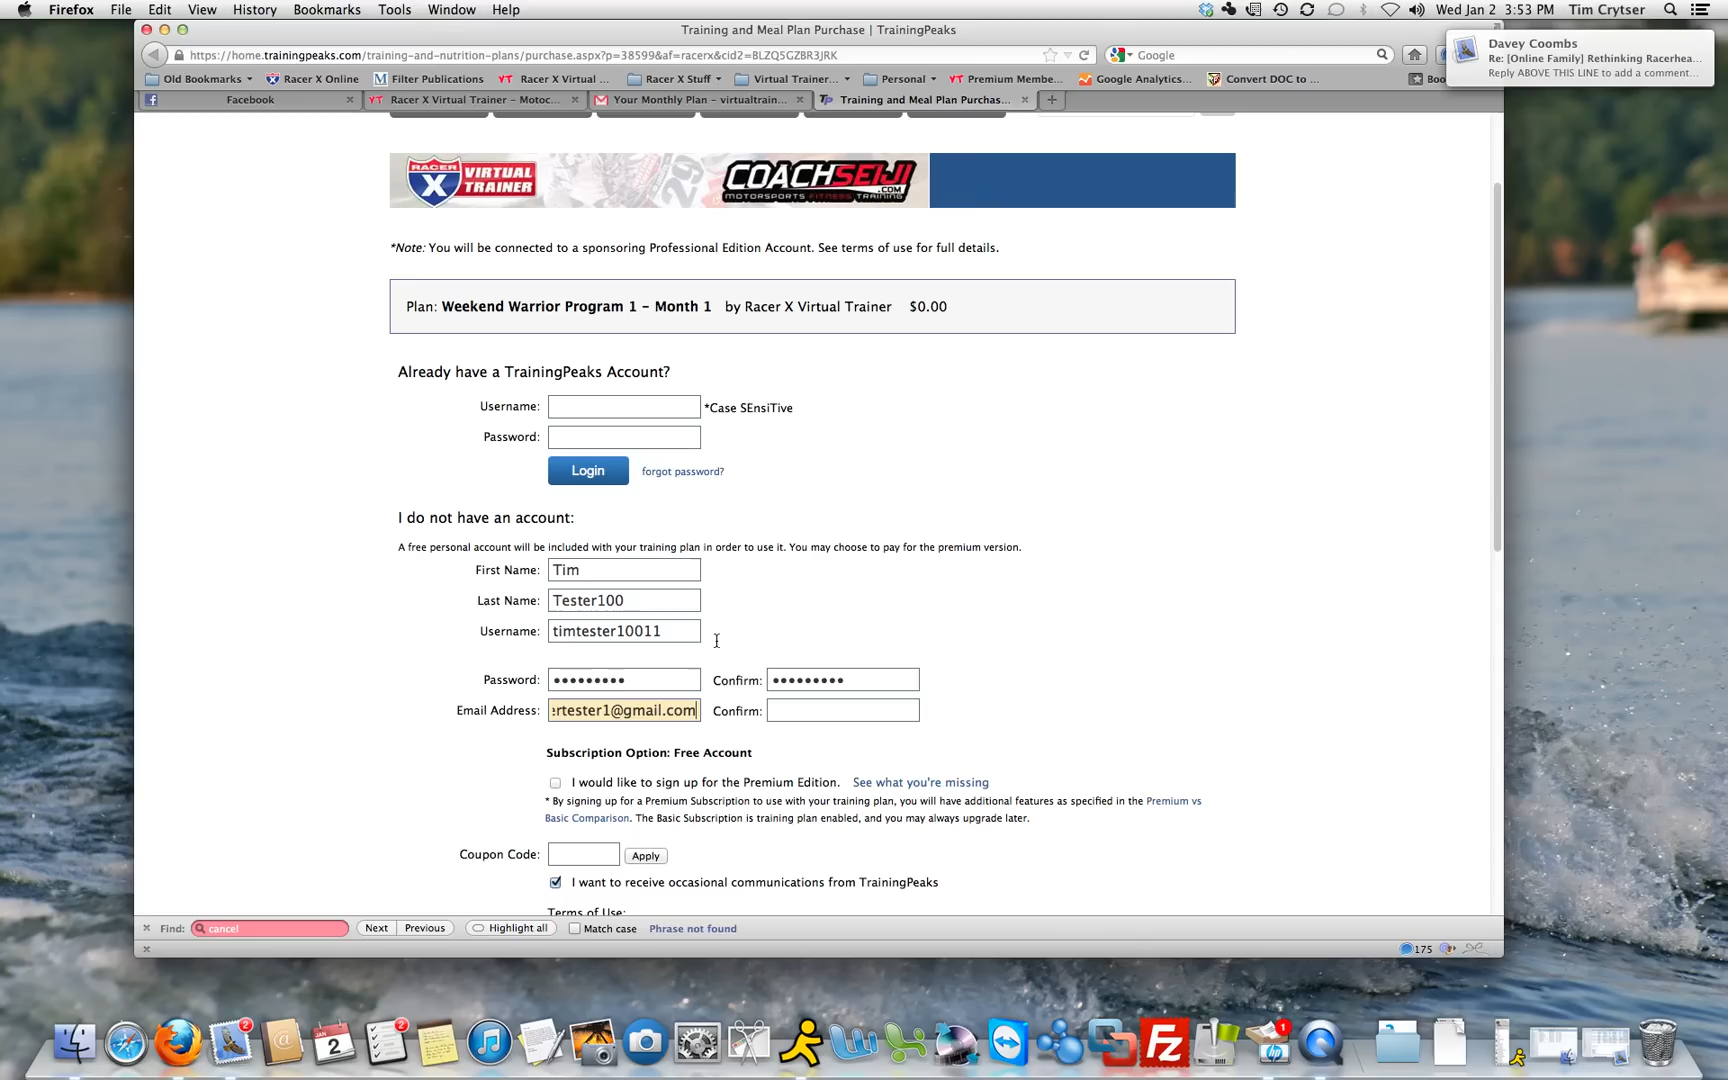 Firefox File Edit View History Bookmarks Tools Window Help Wed Jan 2 3:53 PM Tim Crytser
Training and Meal Plan Purchase | TrainingPeaks
https://home.trainingpeaks.com/training-and-nutrition-plans/purchase.aspx?p=38599&af=racerx&cid2=BLZQ5GZBR3JRK Google
Davey Coombs
Re: [Online Family] Rethinking Racerhea...
Reply ABOVE THIS LINE to add a comment...
Old Bookmarks Racer X Online Filter Publications Racer X Virtual ... Racer X Stuff Virtual Trainer... Personal Premium Membe... Google Analytics... Convert DOC to ... Boo
Facebook Racer X Virtual Trainer - Motoc... Your Monthly Plan - virtualtrain... Training and Meal Plan Purchas...
RACER X VIRTUAL TRAINER COACHSEIJI.COM
MOTORSPORTS FITNESS TRAINING
*Note: You will be connected to a sponsoring Professional Edition Account. See terms of use for full details.
Plan: Weekend Warrior Program 1 - Month 1 by Racer X Virtual Trainer $0.00
Already have a TrainingPeaks Account?
Username: *Case SEnsiTive
Password:
Login forgot password?
I do not have an account:
A free personal account will be included with your training plan in order to use it. You may choose to pay for the premium version.
First Name: Tim
Last Name: Tester100
Username: timtester10011
Password: ••••••••• Confirm: •••••••••
Email Address: ertester1@gmail.com Confirm:
Subscription Option: Free Account
I would like to sign up for the Premium Edition. See what you're missing
* By signing up for a Premium Subscription to use with your training plan, you will have additional features as specified in the Premium vs
Basic Comparison. The Basic Subscription is training plan enabled, and you may always upgrade later.
Coupon Code: Apply
I want to receive occasional communications from TrainingPeaks
Terms of Use:
Find: cancel Next Previous Highlight all Match case Phrase not found
175
2 JAN 2 2 1
Fz